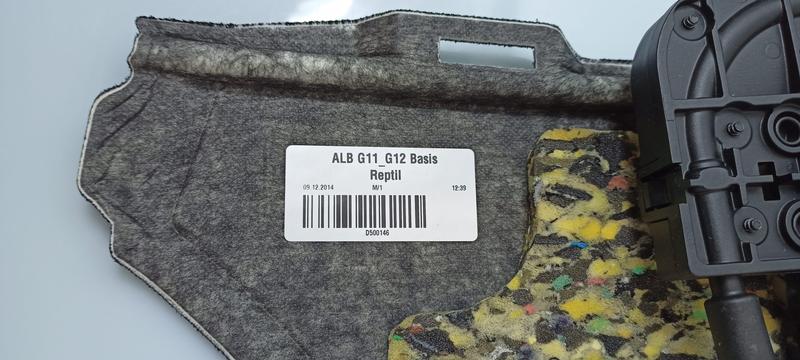 ALB G11_G12 Basis
Reptil
09.12.2014 M/1 12:39
D500146